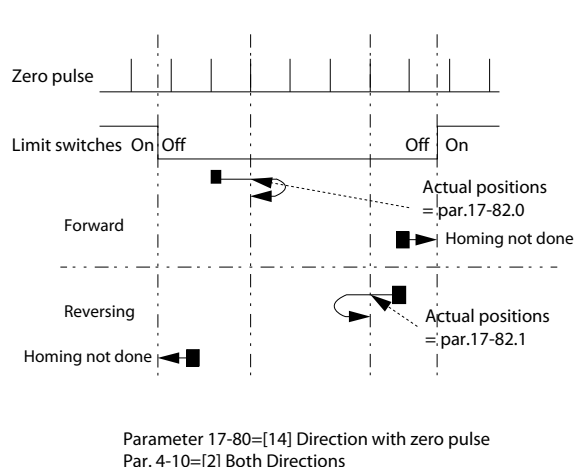 Zero pulse
Limit switches On Off Off On
Actual positions
= par.17-82.0
Forward
Homing not done
Reversing
Actual positions
= par.17-82.1
Homing not done
Parameter 17-80=[14] Direction with zero pulse
Par. 4-10=[2] Both Directions